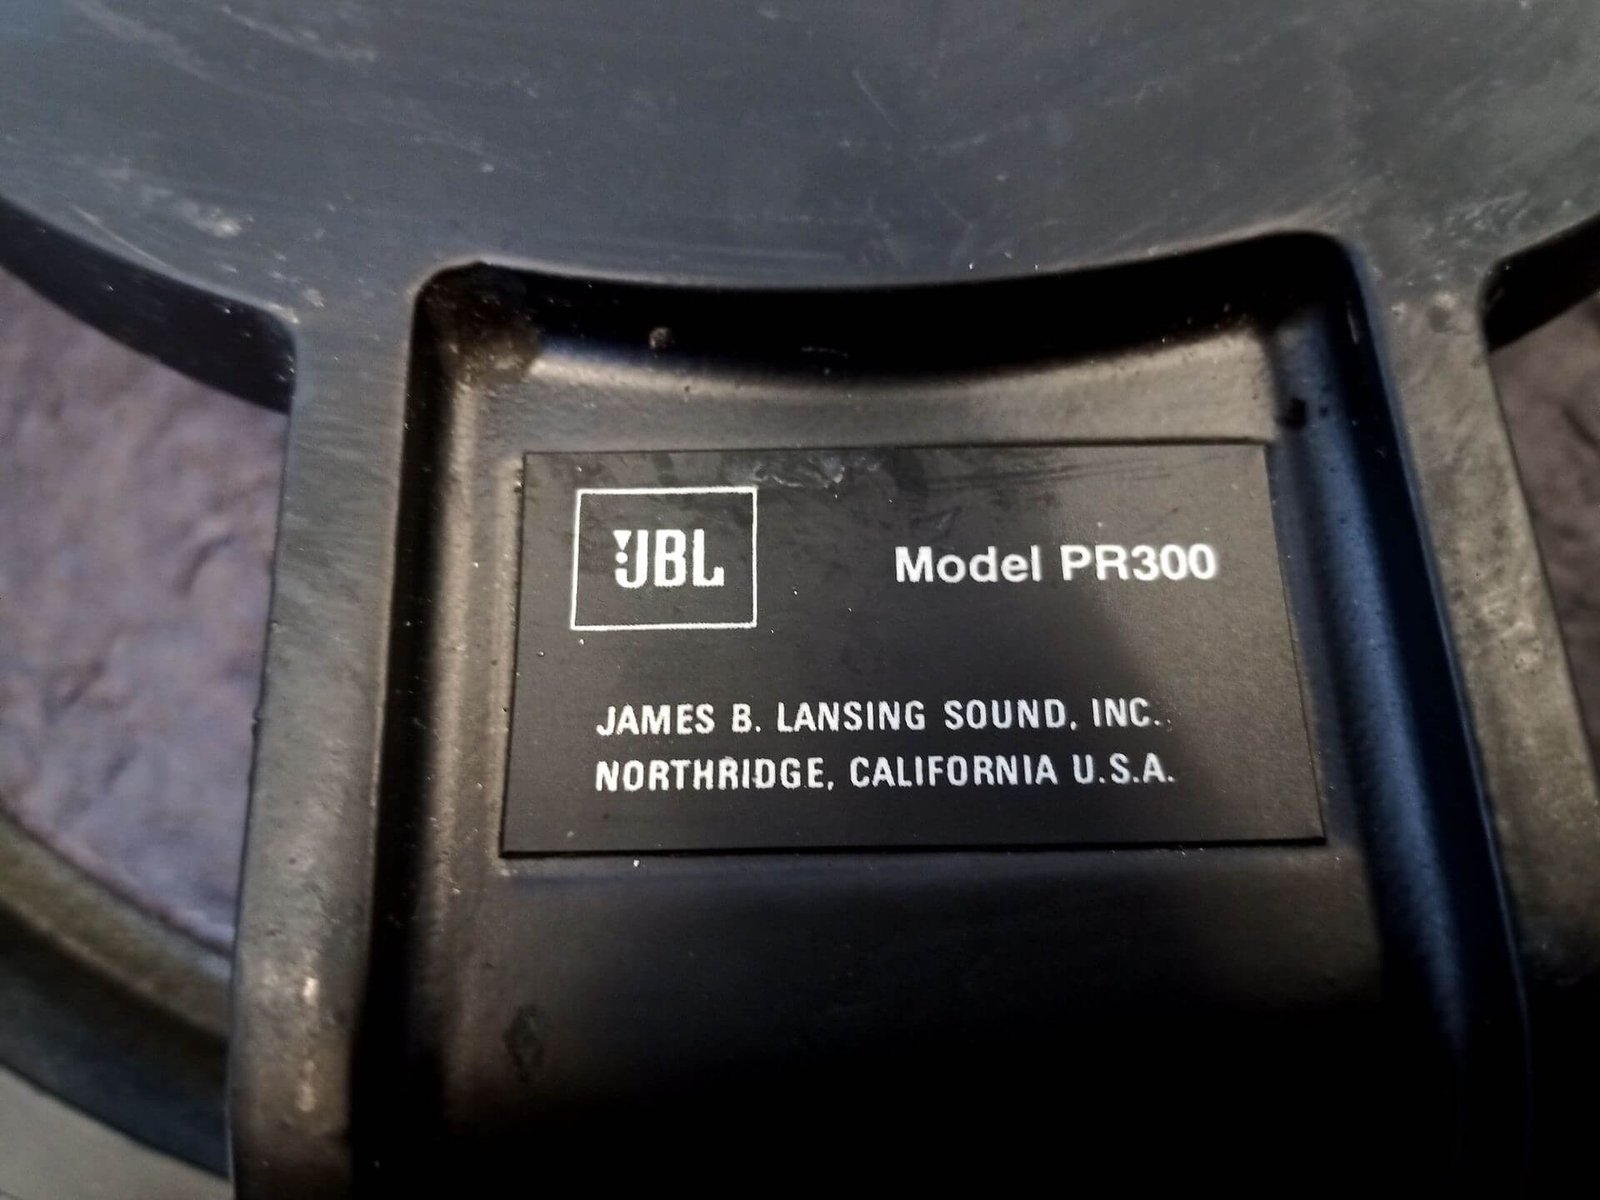 JBL
Model PR300
JAMES B. LANSING SOUND, INC.
NORTHRIDGE, CALIFORNIA U.S.A.